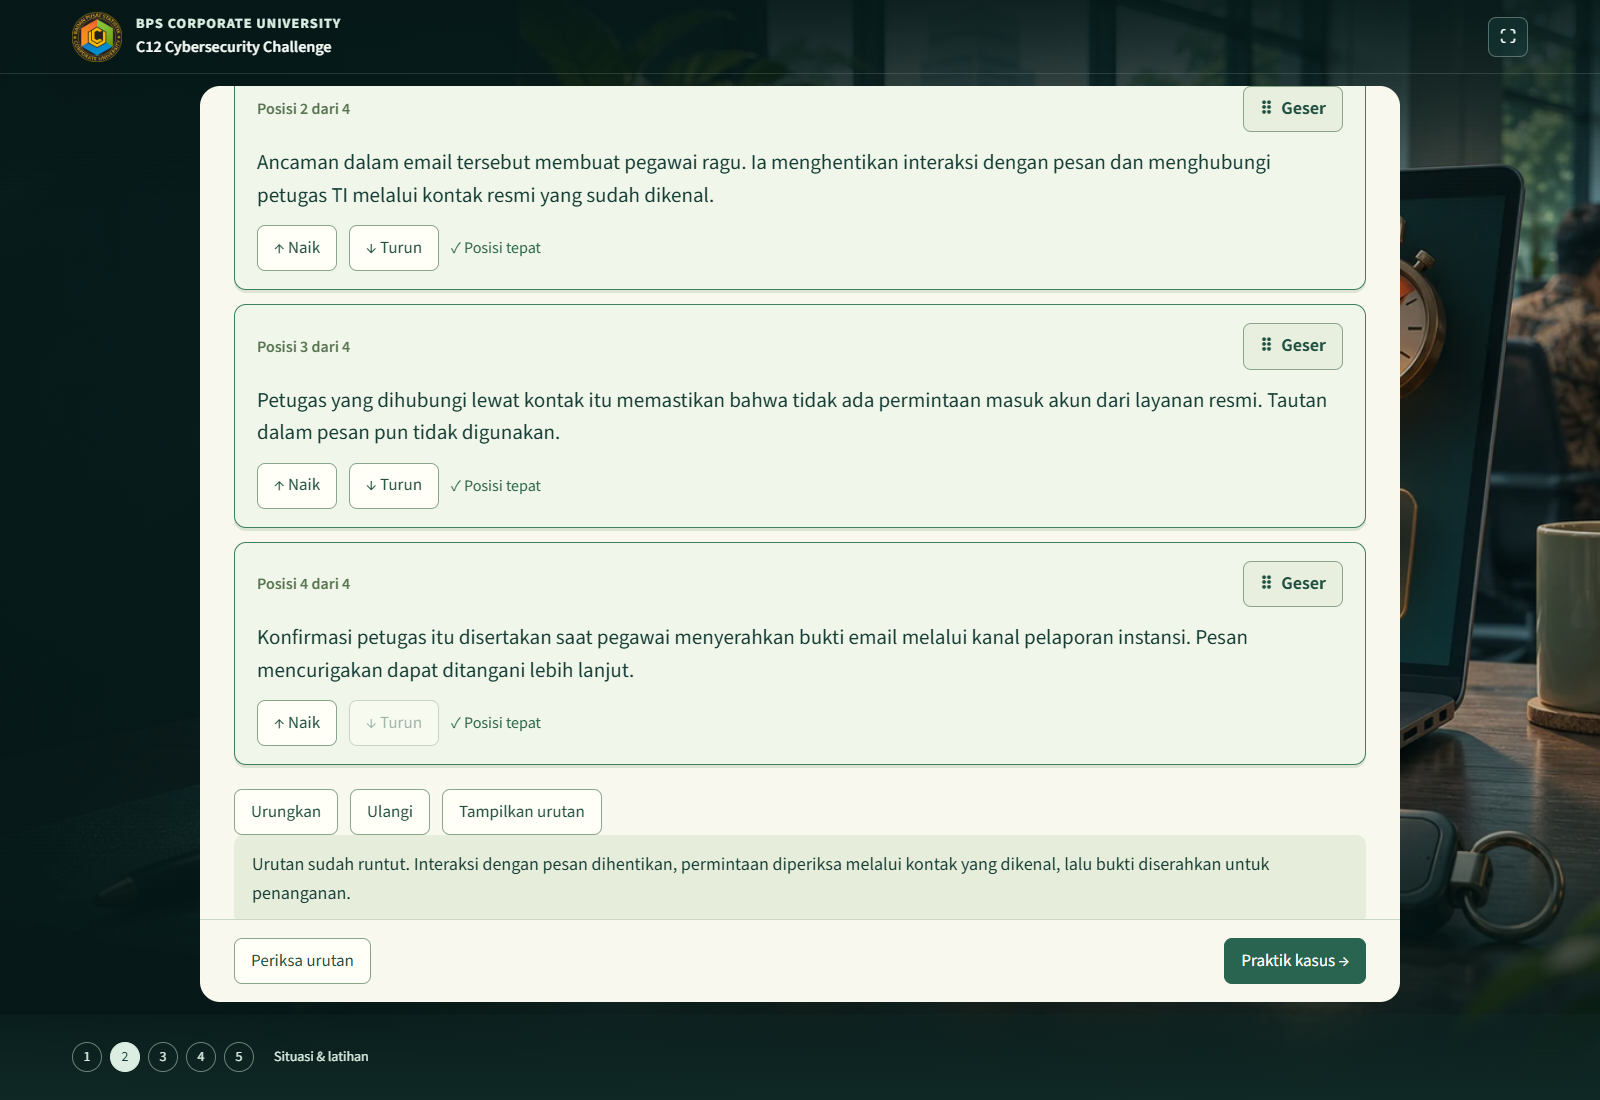 BPS CORPORATE UNIVERSITY
C12 Cybersecurity Challenge
Posisi 2 dari 4
Geser
Ancaman dalam email tersebut membuat pegawai ragu. Ia menghentikan interaksi dengan pesan dan menghubungi
petugas TI melalui kontak resmi yang sudah dikenal.
↑ Naik
↓ Turun
✓ Posisi tepat
Posisi 3 dari 4
Geser
Petugas yang dihubungi lewat kontak itu memastikan bahwa tidak ada permintaan masuk akun dari layanan resmi. Tautan
dalam pesan pun tidak digunakan.
↑ Naik
↓ Turun
✓ Posisi tepat
Posisi 4 dari 4
Geser
Konfirmasi petugas itu disertakan saat pegawai menyerahkan bukti email melalui kanal pelaporan instansi. Pesan
mencurigakan dapat ditangani lebih lanjut.
↑ Naik
↓ Turun
✓ Posisi tepat
Urungkan
Ulangi
Tampilkan urutan
Urutan sudah runtut. Interaksi dengan pesan dihentikan, permintaan diperiksa melalui kontak yang dikenal, lalu bukti diserahkan untuk
penanganan.
Periksa urutan
Praktik kasus →
1
2
3
4
5
Situasi & latihan